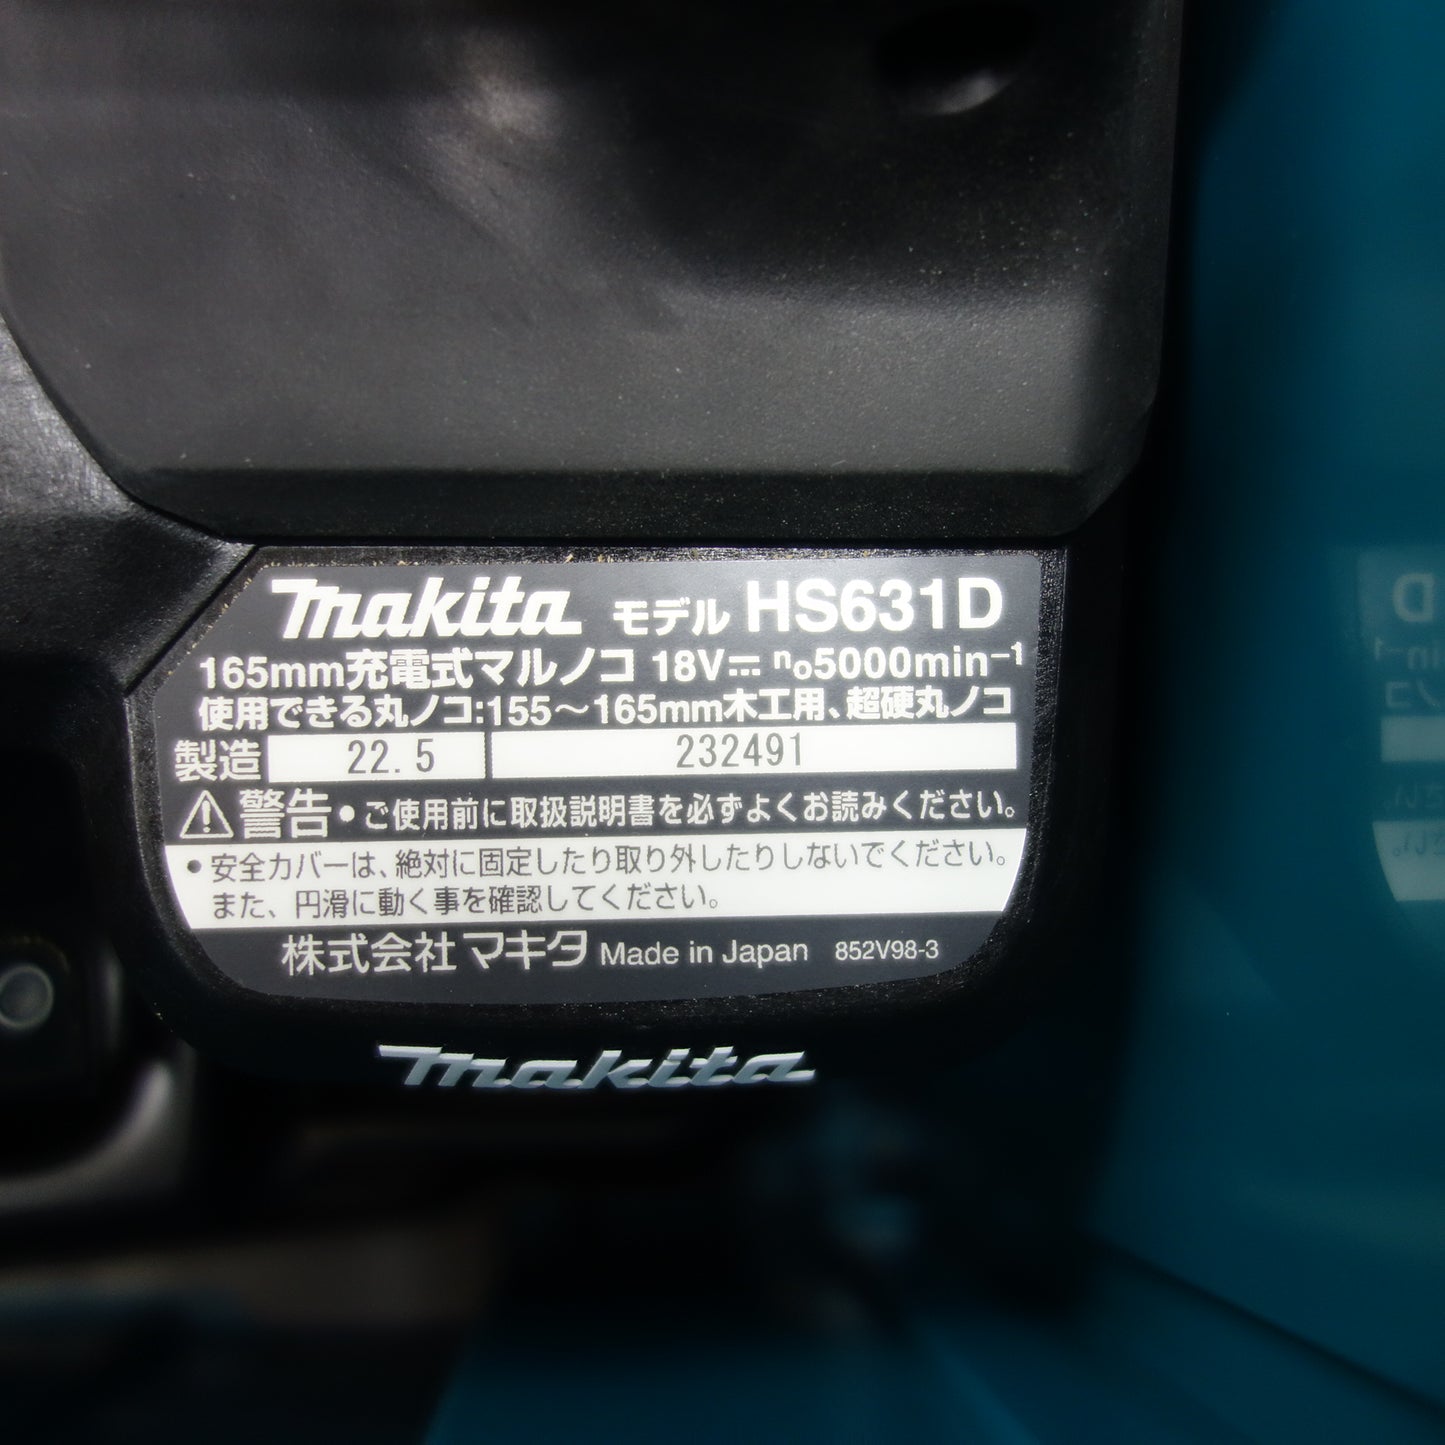 makita モデル HS631D
165mm充電式マルノコ 18V⎓ n₀5000min⁻¹
使用できる丸ノコ:155～165mm木工用、超硬丸ノコ
製造 22.5 232491
⚠警告 • ご使用前に取扱説明書を必ずよくお読みください。
• 安全カバーは、絶対に固定したり取り外したりしないでください。
また、円滑に動く事を確認してください。
株式会社マキタ Made in Japan 852V98-3
makita